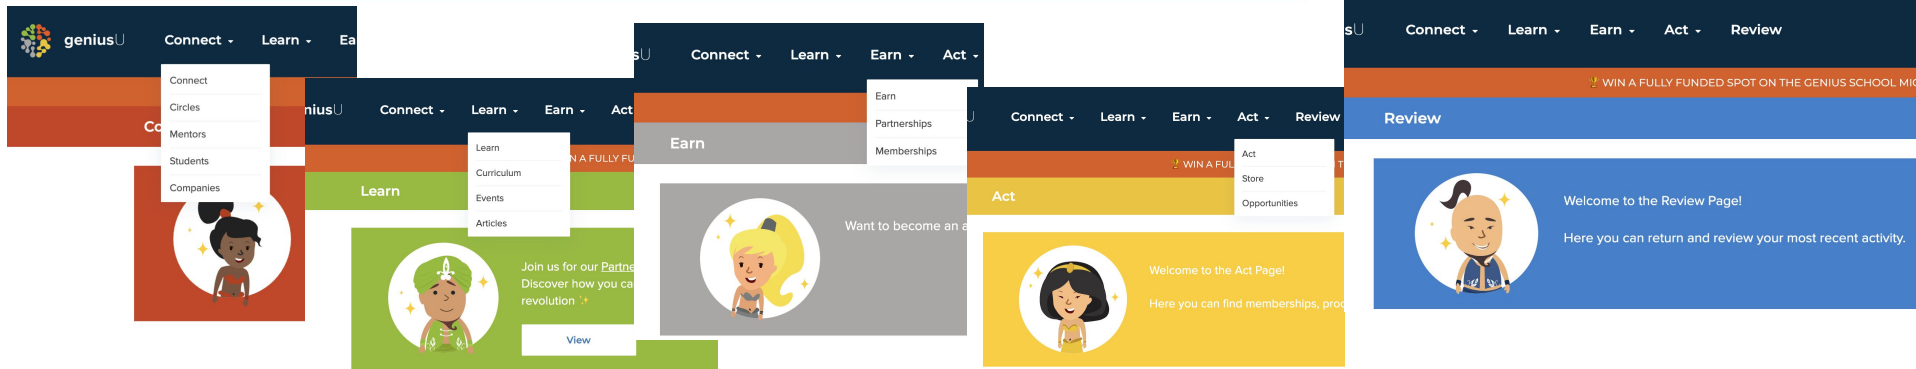 geniusU Connect Learn Ea
Connect
Circles
Mentors
Students
Companies
Co
niusU Connect Learn Earn Act
Learn
Curriculum
Events
Articles
N A FULLY FU
Learn
Join us for our Partne
Discover how you ca
revolution
View
sU Connect Learn Earn Act
Earn
Partnerships
Memberships
Earn
Want to become an a
U Connect Learn Earn Act Review
Act
Store
Opportunities
WIN A FUL T
Act
Welcome to the Act Page!
Here you can find memberships, prod
sU Connect Learn Earn Act Review
WIN A FULLY FUNDED SPOT ON THE GENIUS SCHOOL MIC
Review
Welcome to the Review Page!
Here you can return and review your most recent activity.